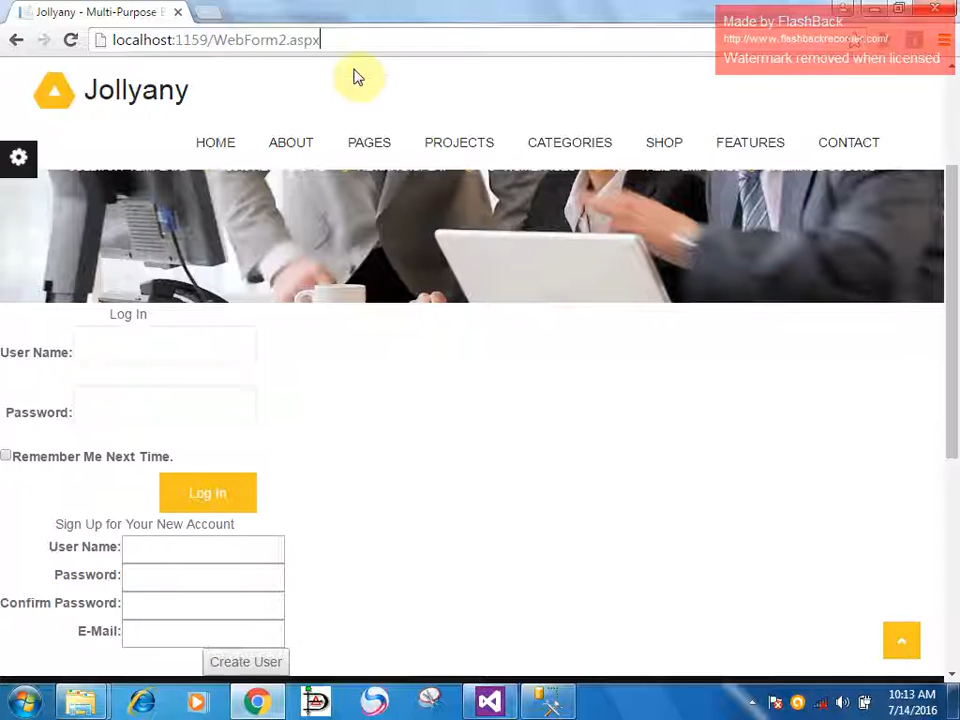 Jollyany - Multi-Purpose
Made by FlashBack
localhost:1159/WebForm2.aspx
http://www.flashbackrecorder.com/
Watermark removed when licensed
Jollyany
HOME ABOUT PAGES PROJECTS CATEGORIES SHOP FEATURES CONTACT
Log In
User Name:
Password:
Remember Me Next Time.
Log In
Sign Up for Your New Account
User Name:
Password:
Confirm Password:
E-Mail:
Create User
10:13 AM
7/14/2016